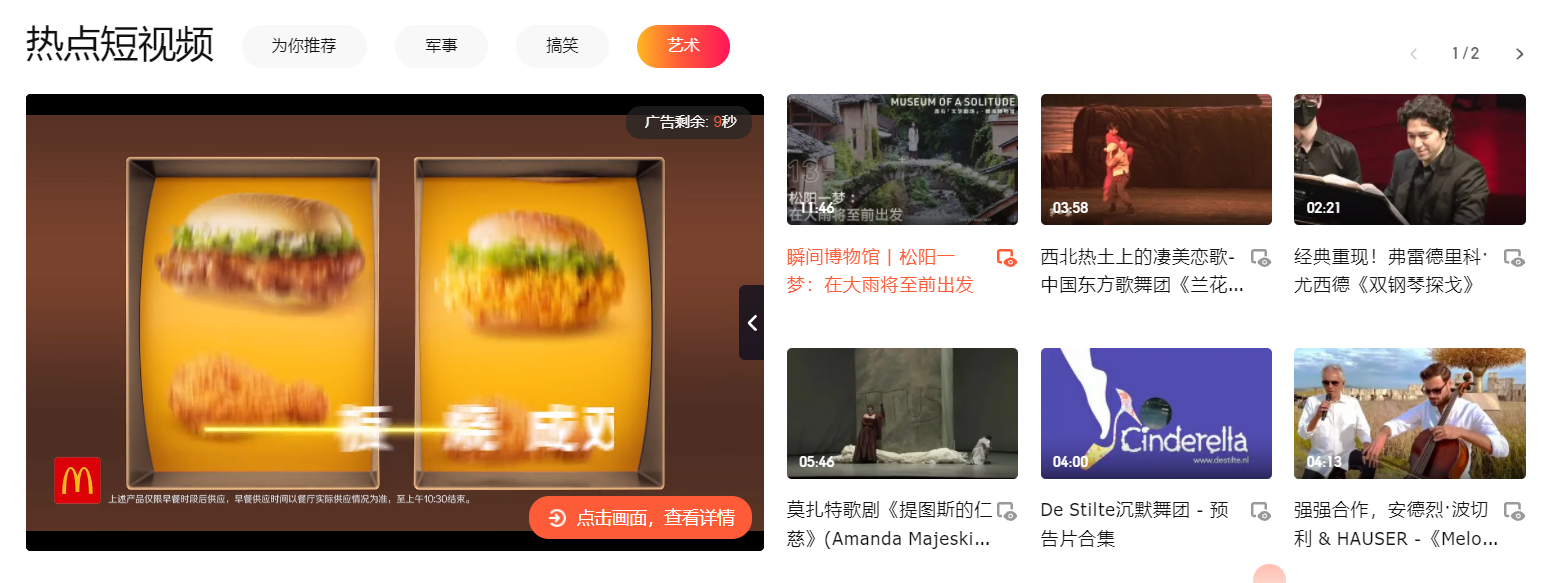 热点短视频
为你推荐
军事
搞笑
艺术
1/2
广告剩余: 9秒
上述产品仅限早餐时段后供应，早餐供应时间以餐厅实际供应情况为准，至上午10:30结束。
点击画面，查看详情
MUSEUM OF A SOLITUDE
13
松阳一梦：
在大雨将至前出发
11:46
瞬间博物馆 | 松阳一
梦：在大雨将至前出发
03:58
西北热土上的凄美恋歌-
中国东方歌舞团《兰花...
02:21
经典重现！弗雷德里科·
尤西德《双钢琴探戈》
05:46
莫扎特歌剧《提图斯的仁
慈》(Amanda Majeski...
Cinderella
www.destilte.nl
04:00
De Stilte沉默舞团 - 预
告片合集
04:13
强强合作，安德烈·波切
利 & HAUSER -《Melo...